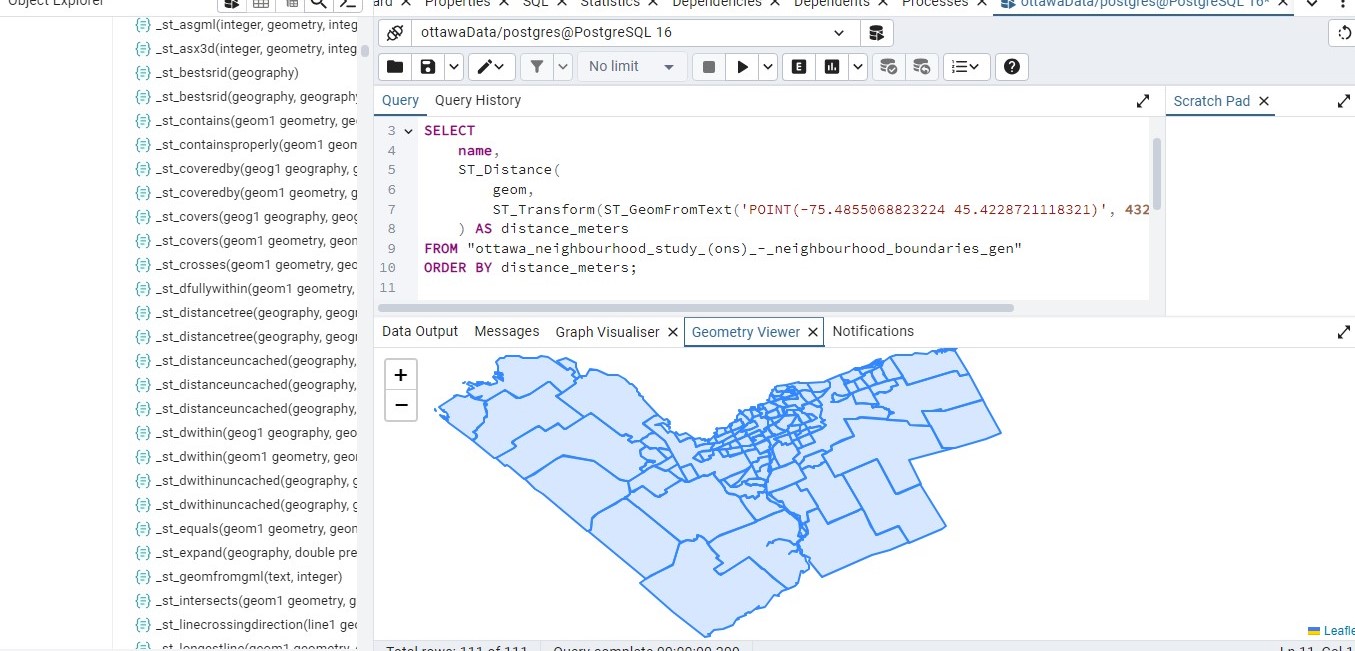 Object Explorer
_st_asgml(integer, geometry, integ
_st_asx3d(integer, geometry, integ
_st_bestsrid(geography)
_st_bestsrid(geography, geography
_st_contains(geom1 geometry, ge
_st_containsproperly(geom1 geom
_st_coveredby(geog1 geography, g
_st_coveredby(geom1 geometry, g
_st_covers(geog1 geography, geog
_st_covers(geom1 geometry, geon
_st_crosses(geom1 geometry, geo
_st_dfullywithin(geom1 geometry,
_st_distancetree(geography, geogr
_st_distancetree(geography, geogr
_st_distanceuncached(geography,
_st_distanceuncached(geography,
_st_distanceuncached(geography,
_st_dwithin(geog1 geography, geo
_st_dwithin(geom1 geometry, geor
_st_dwithinuncached(geography, g
_st_dwithinuncached(geography, g
_st_equals(geom1 geometry, geon
_st_expand(geography, double pre
_st_geomfromgml(text, integer)
_st_intersects(geom1 geometry, g
_st_linecrossingdirection(line1 geo
_st_longestline(geom1 geometry,
ard Properties SQL Statistics Dependencies Dependents Processes ottawaData/postgres@PostgreSQL 16*
ottawaData/postgres@PostgreSQL 16
No limit
E
Query Query History
Scratch Pad
3 SELECT
4 name,
5 ST_Distance(
6 geom,
7 ST_Transform(ST_GeomFromText('POINT(-75.4855068823224 45.4228721118321)', 432
8 ) AS distance_meters
9 FROM "ottawa_neighbourhood_study_(ons)_-_neighbourhood_boundaries_gen"
10 ORDER BY distance_meters;
11
Data Output Messages Graph Visualiser Geometry Viewer Notifications
+
−
Leafle
Total rows: 111 of 111 Query complete 00:00:00.200 Ln 11, Col 1